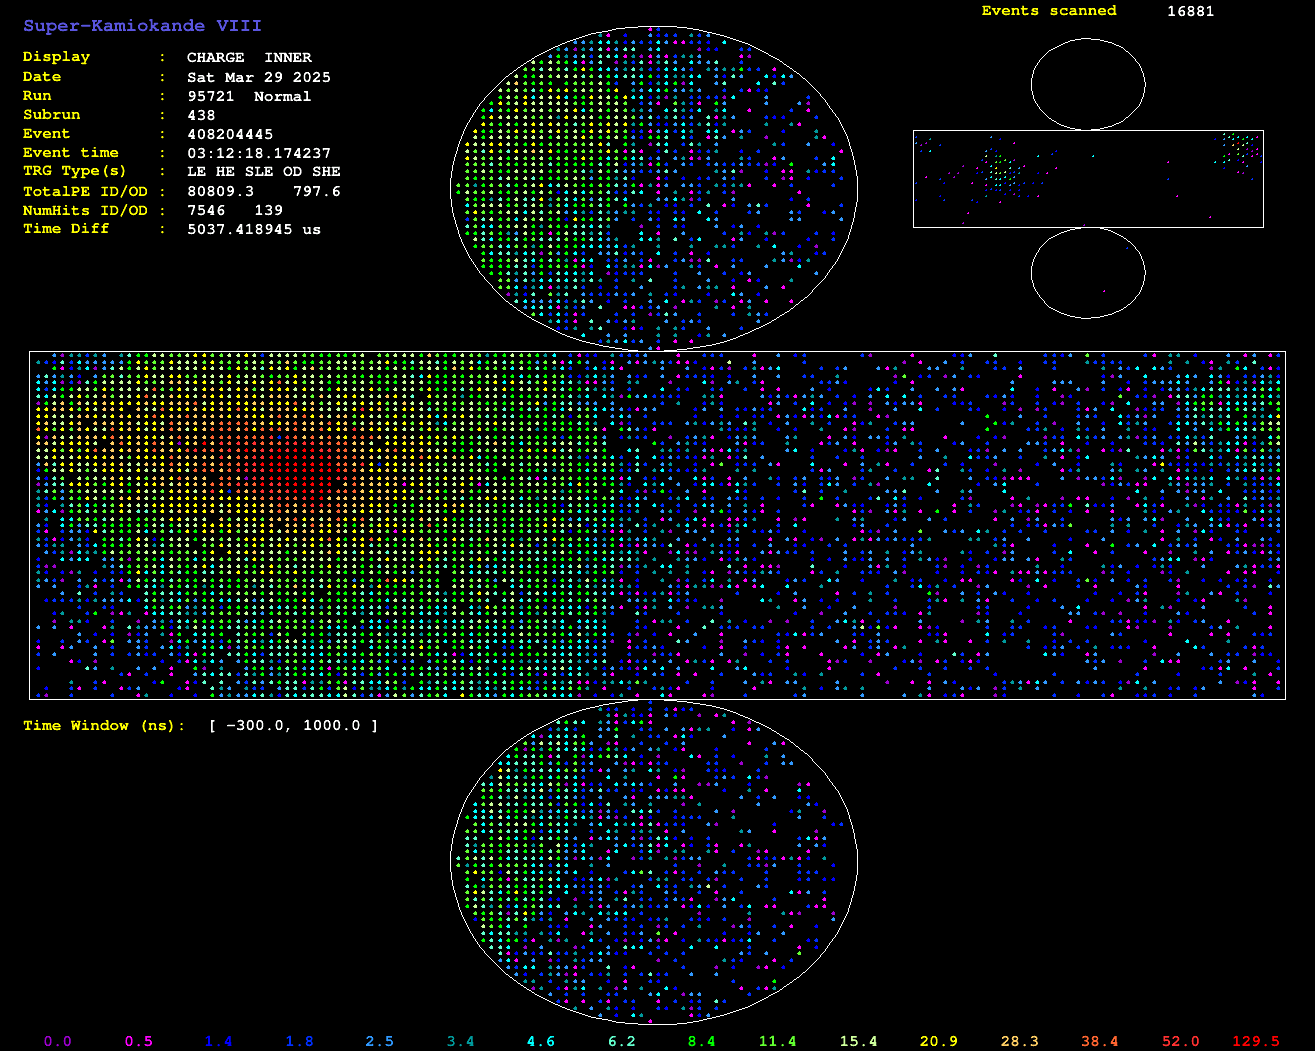 Super-Kamiokande VIII
Events scanned 16881
Display : CHARGE INNER
Date : Sat Mar 29 2025
Run : 95721 Normal
Subrun : 438
Event : 408204445
Event time : 03:12:18.174237
TRG Type(s) : LE HE SLE OD SHE
TotalPE ID/OD : 80809.3 797.6
NumHits ID/OD : 7546 139
Time Diff : 5037.418945 us
Time Window (ns): [ -300.0, 1000.0 ]
0.0 0.5 1.4 1.8 2.5 3.4 4.6 6.2 8.4 11.4 15.4 20.9 28.3 38.4 52.0 129.5